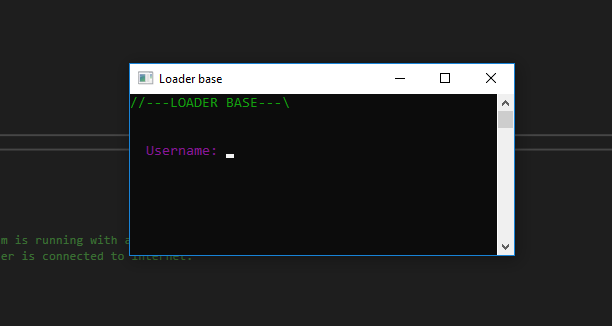 Loader base
//---LOADER BASE---\
Username:
m is running with a
er is connected to internet.